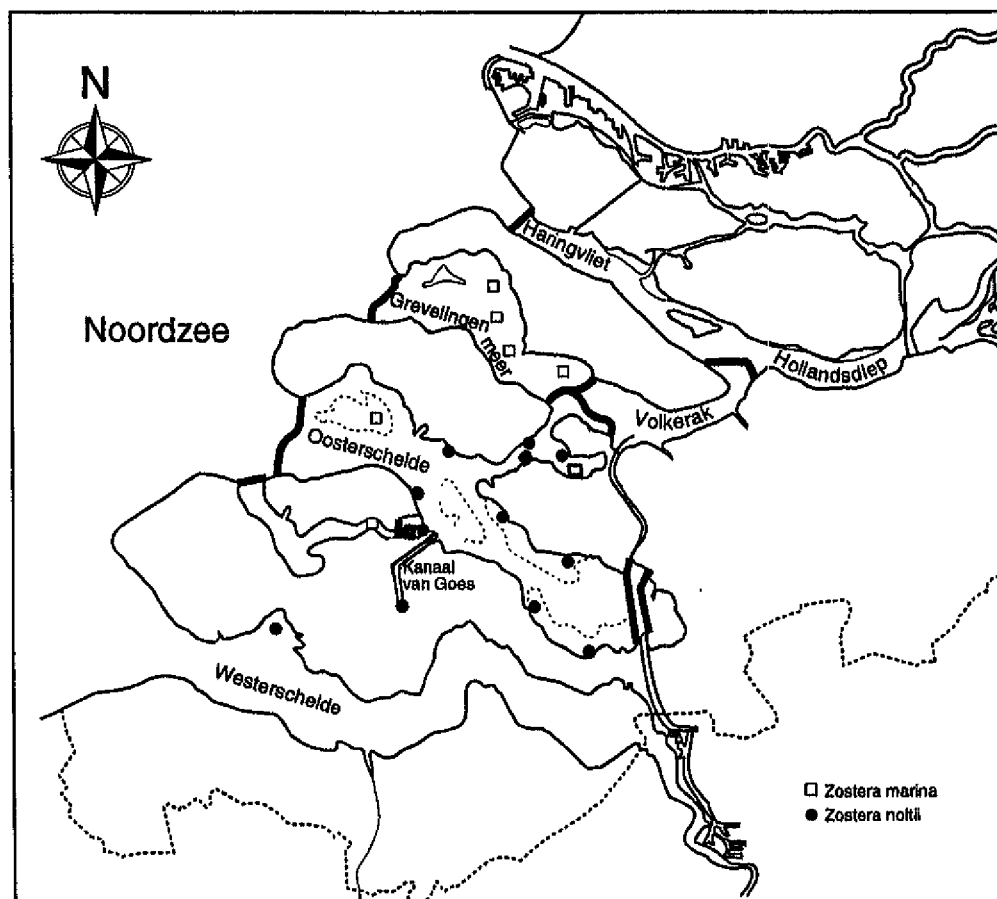 N
Haringvliet
Grevelingen
meer
Noordzee
Hollandsdiep
Volkerak
Oosterschelde
Kanaal
van Goes
Westerschelde
Zostera marina
Zostera noltii